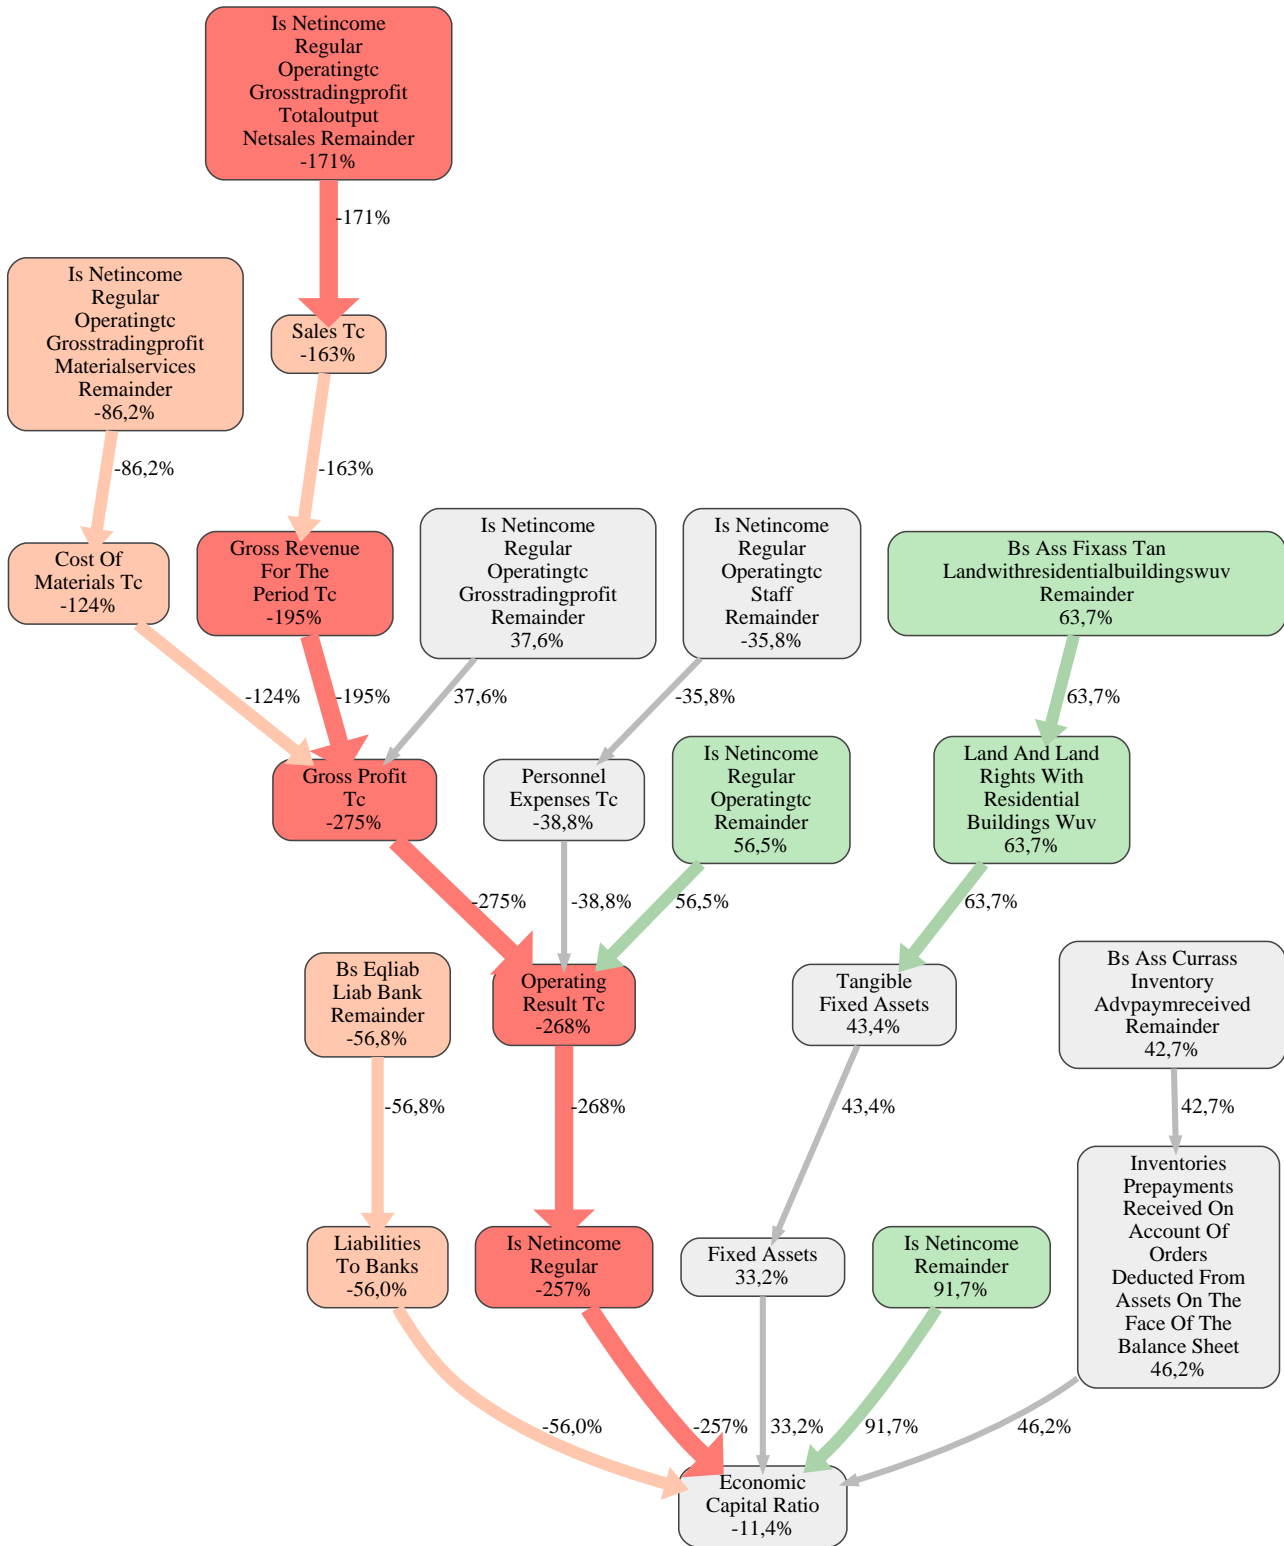 Is Netincome
Regular
Operatingtc
Grosstradingprofit
Totaloutput
Netsales Remainder
-171%
-171%
Is Netincome
Regular
Operatingtc
Grosstradingprofit
Materialservices
Remainder
-86,2%
Sales Tc
-163%
-86,2%
-163%
Cost Of
Materials Tc
-124%
Gross Revenue
For The
Period Tc
-195%
Is Netincome
Regular
Operatingtc
Grosstradingprofit
Remainder
37,6%
Is Netincome
Regular
Operatingtc
Staff
Remainder
-35,8%
Bs Ass Fixass Tan
Landwithresidentialbuildingswuv
Remainder
63,7%
-124%
-195%
37,6%
-35,8%
63,7%
Gross Profit
Tc
-275%
Personnel
Expenses Tc
-38,8%
Is Netincome
Regular
Operatingtc
Remainder
56,5%
Land And Land
Rights With
Residential
Buildings Wuv
63,7%
-275%
-38,8%
56,5%
63,7%
Bs Eqliab
Liab Bank
Remainder
-56,8%
Operating
Result Tc
-268%
Tangible
Fixed Assets
43,4%
Bs Ass Currass
Inventory
Advpaymreceived
Remainder
42,7%
-56,8%
-268%
43,4%
42,7%
Liabilities
To Banks
-56,0%
Is Netincome
Regular
-257%
Fixed Assets
33,2%
Is Netincome
Remainder
91,7%
Inventories
Prepayments
Received On
Account Of
Orders
Deducted From
Assets On The
Face Of The
Balance Sheet
46,2%
-56,0%
-257%
33,2%
91,7%
46,2%
Economic
Capital Ratio
-11,4%